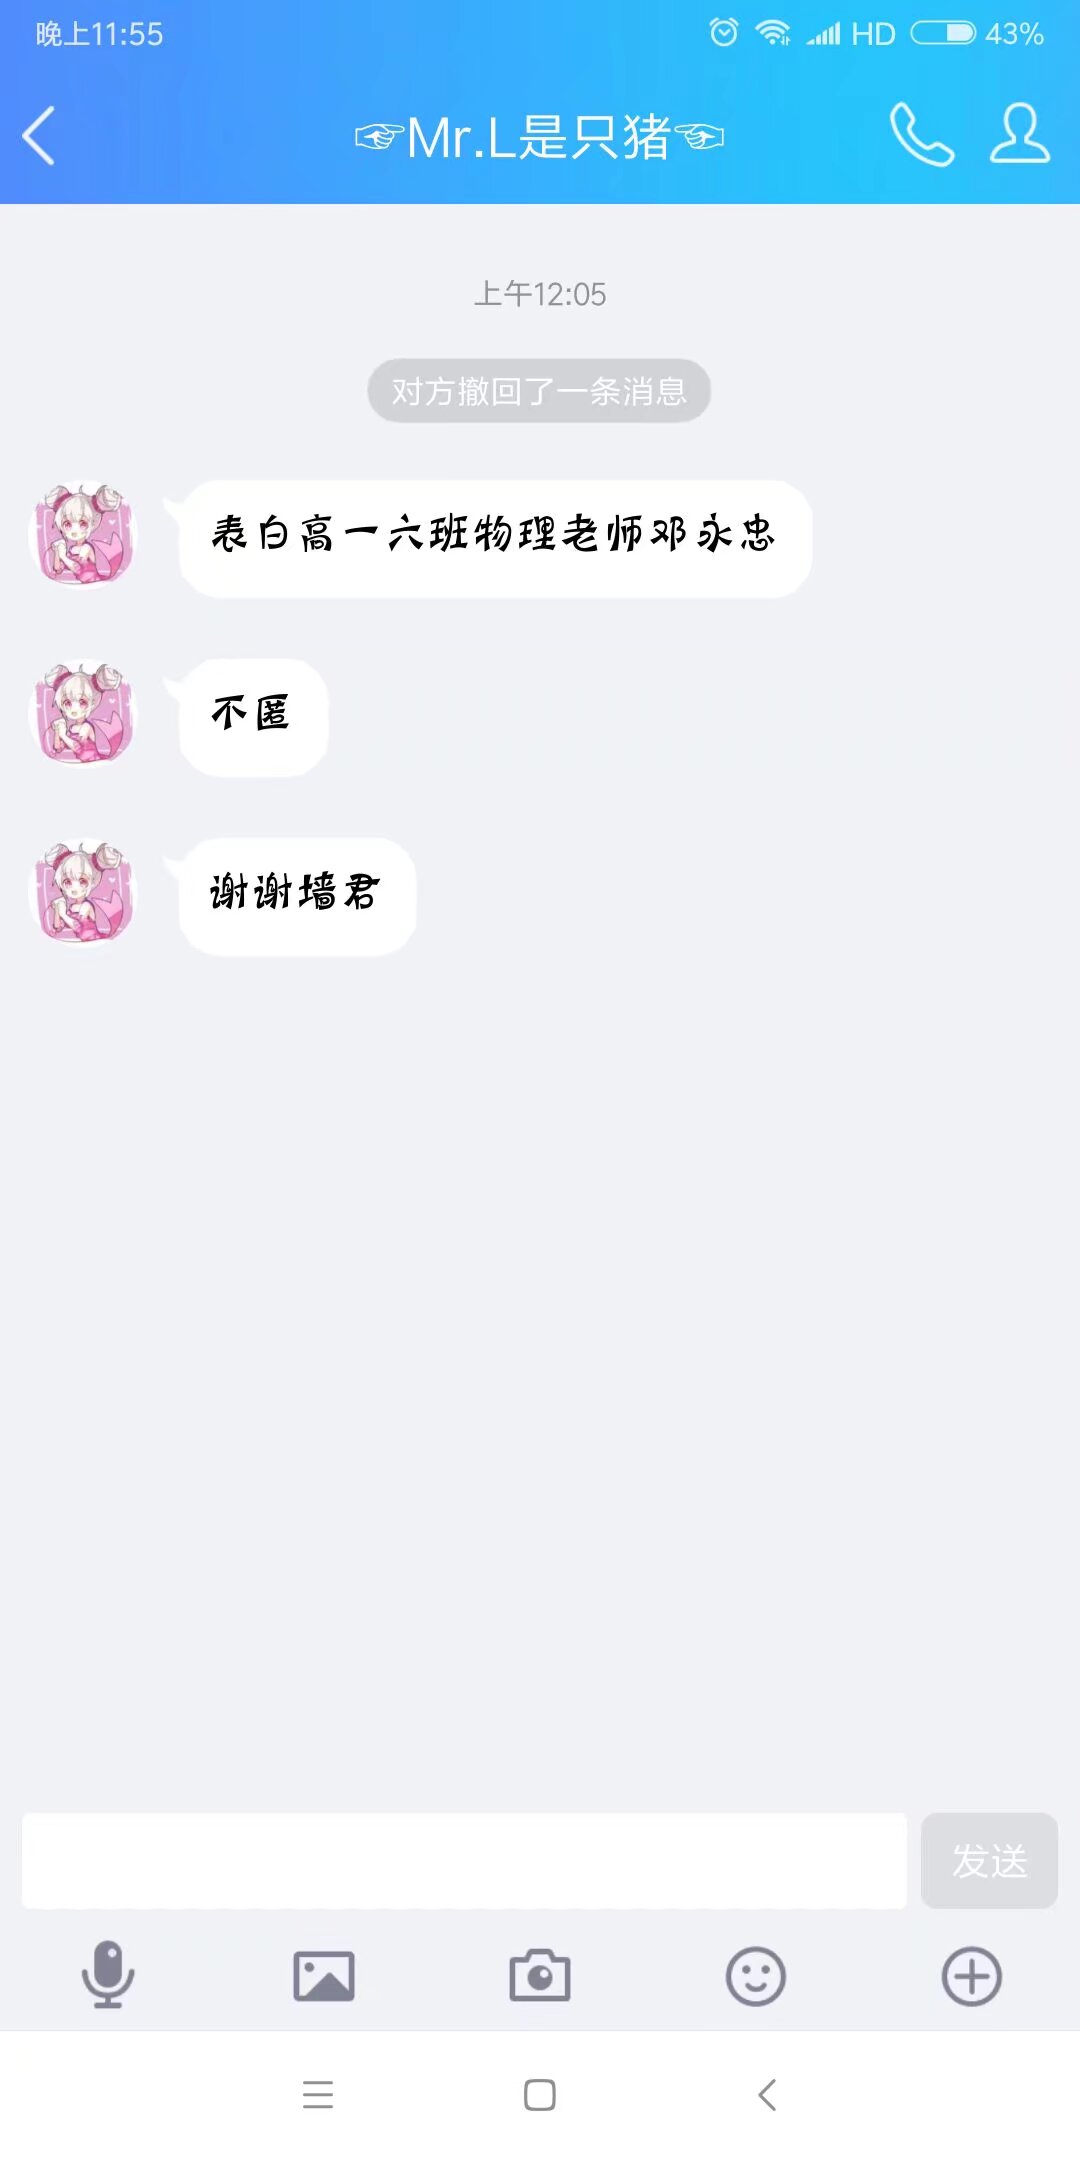 晚上11:55
HD 43%
☞Mr.L是只猪☜
上午12:05
对方撤回了一条消息
表白高一六班物理老师邓永忠
不匿
谢谢墙君
发送